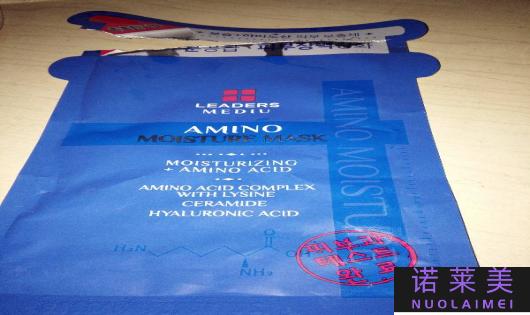 LEADERS
MEDIU
AMINO
MOISTURE MASK
MOISTURIZING
+ AMINO ACID
AMINO ACID COMPLEX
WITH LYSINE
CERAMIDE
HYALURONIC ACID
H₂N
O
NH₂
AMINO MOISTU
诺莱美
NUOLAIMEI